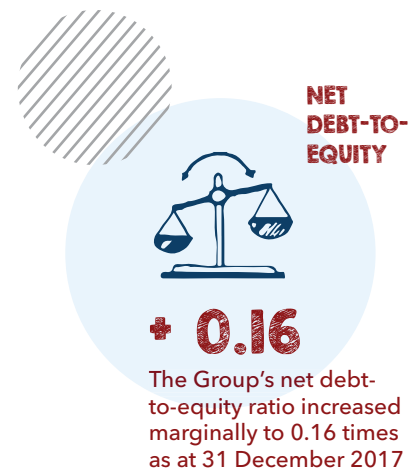 NET
DEBT-TO-
EQUITY
+ 0.16
The Group's net debt-
to-equity ratio increased
marginally to 0.16 times
as at 31 December 2017